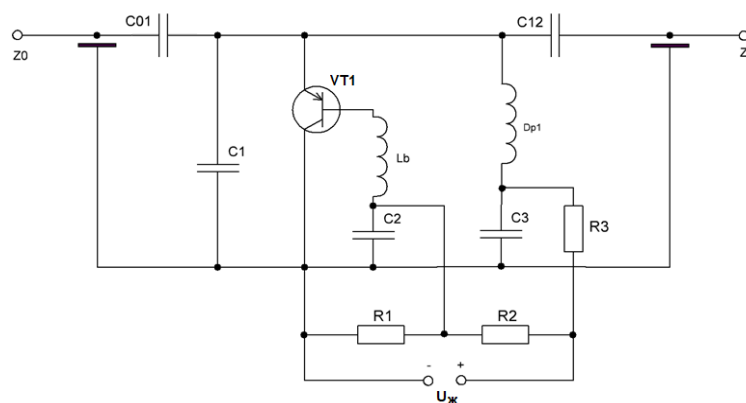 C01
C12
Z0
Z
VT1
Dp1
Lb
C1
C2
C3
R3
R1
R2
- +
Uж